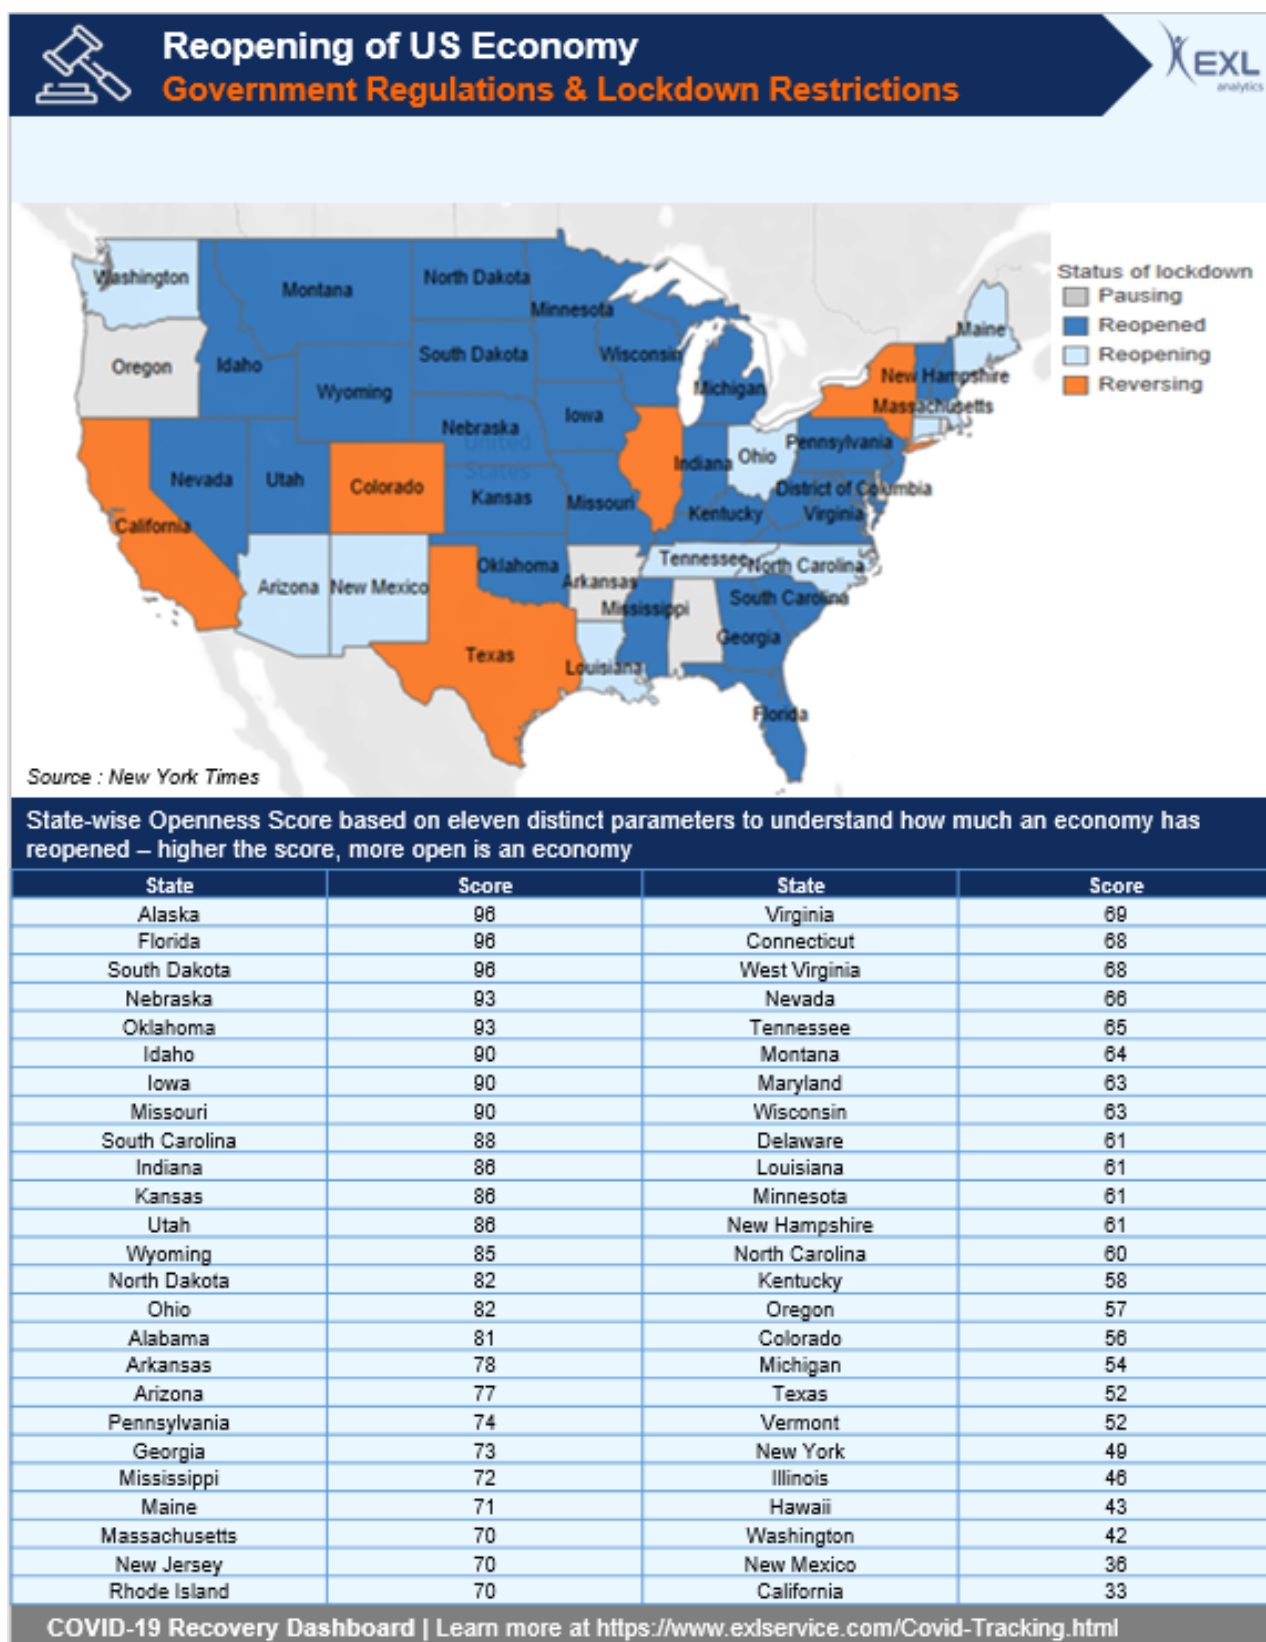 Reopening of US Economy
Government Regulations & Lockdown Restrictions
EXL
analytics
Status of lockdown
Pausing
Reopened
Reopening
Reversing
Washington
Montana
North Dakota
Minnesota
Maine
Oregon
Idaho
South Dakota
Wisconsin
Wyoming
Michigan
New Hampshire
Massachusetts
Iowa
Nebraska
United
States
Pennsylvania
Nevada
Utah
Colorado
Kansas
Missouri
Indiana
Ohio
District of Columbia
Kentucky
Virginia
California
Arizona
New Mexico
Oklahoma
Arkansas
Tennessee
North Carolina
Mississippi
South Carolina
Georgia
Texas
Louisiana
Florida
Source : New York Times
State-wise Openness Score based on eleven distinct parameters to understand how much an economy has
reopened – higher the score, more open is an economy
State Score State Score
Alaska 96 Virginia 69
Florida 96 Connecticut 68
South Dakota 96 West Virginia 68
Nebraska 93 Nevada 66
Oklahoma 93 Tennessee 65
Idaho 90 Montana 64
Iowa 90 Maryland 63
Missouri 90 Wisconsin 63
South Carolina 88 Delaware 61
Indiana 86 Louisiana 61
Kansas 86 Minnesota 61
Utah 86 New Hampshire 61
Wyoming 85 North Carolina 60
North Dakota 82 Kentucky 58
Ohio 82 Oregon 57
Alabama 81 Colorado 56
Arkansas 78 Michigan 54
Arizona 77 Texas 52
Pennsylvania 74 Vermont 52
Georgia 73 New York 49
Mississippi 72 Illinois 46
Maine 71 Hawaii 43
Massachusetts 70 Washington 42
New Jersey 70 New Mexico 36
Rhode Island 70 California 33
COVID-19 Recovery Dashboard | Learn more at https://www.exlservice.com/Covid-Tracking.html